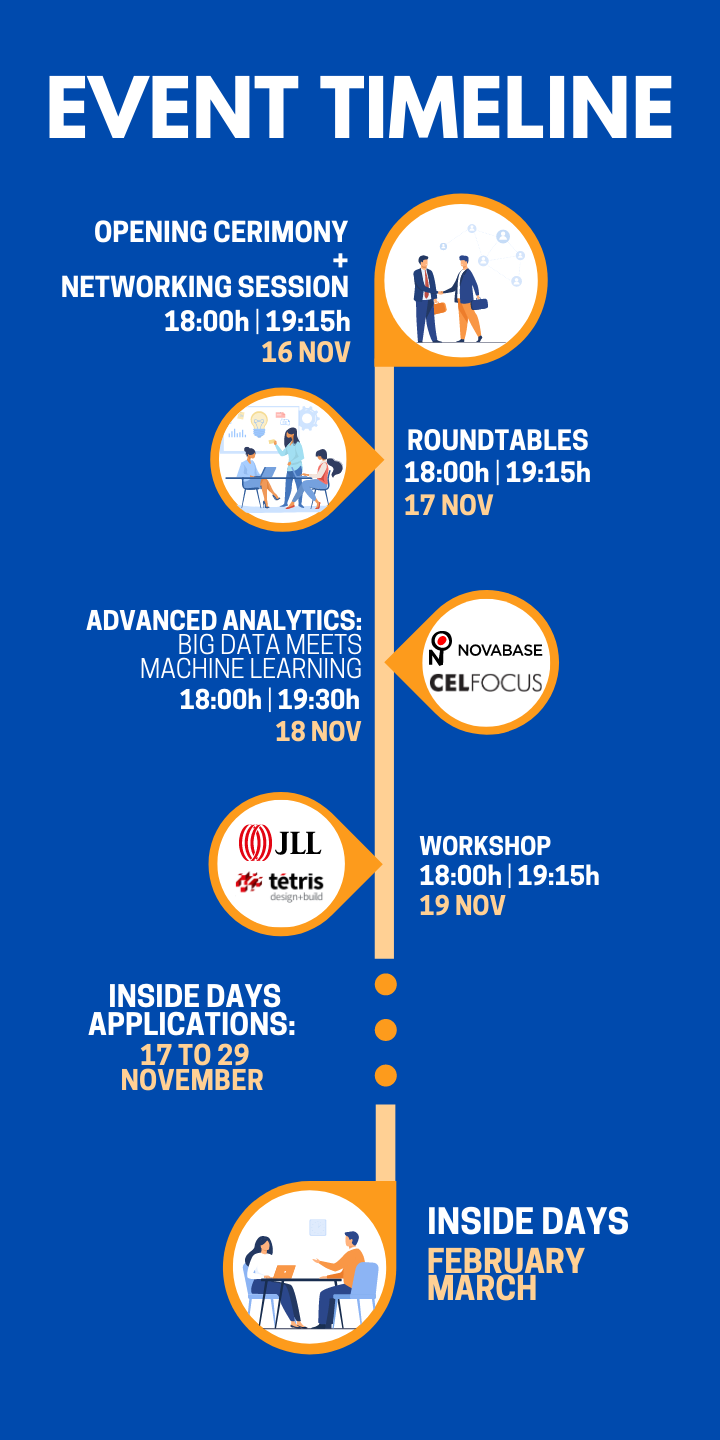 EVENT TIMELINE
OPENING CERIMONY
+
NETWORKING SESSION
18:00h | 19:15h
16 NOV
ROUNDTABLES
18:00h | 19:15h
17 NOV
ADVANCED ANALYTICS:
BIG DATA MEETS
MACHINE LEARNING
18:00h | 19:30h
18 NOV
NOVABASE
CELFOCUS
JLL
tétris
design+build
WORKSHOP
18:00h | 19:15h
19 NOV
INSIDE DAYS
APPLICATIONS:
17 TO 29
NOVEMBER
INSIDE DAYS
FEBRUARY
MARCH